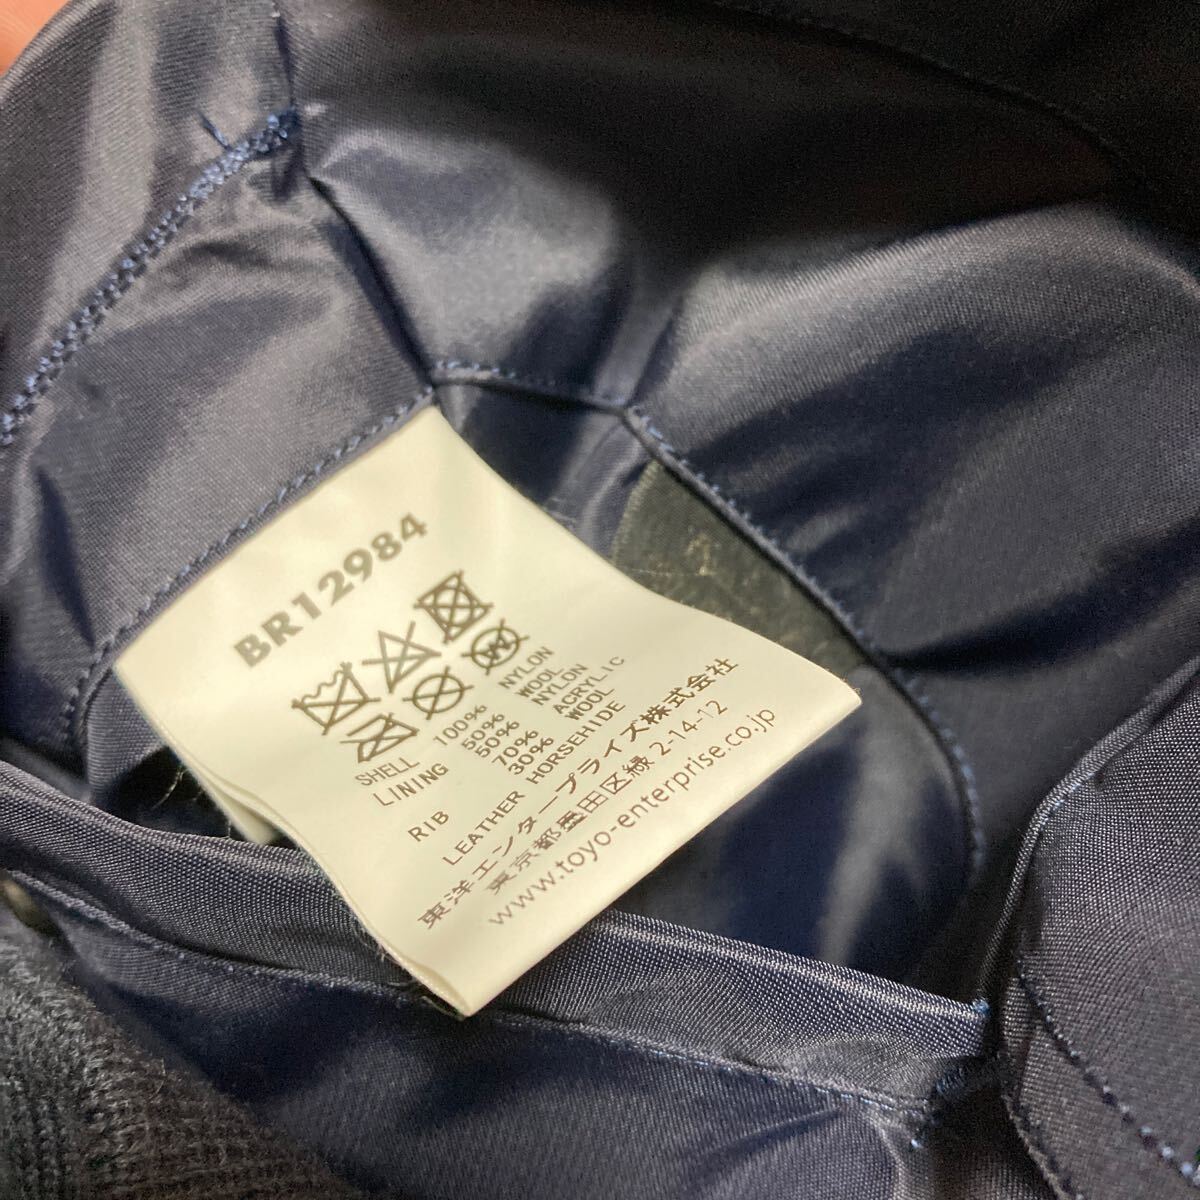 BR12984
SHELL 100% NYLON
LINING 50% WOOL
50% NYLON
RIB 70% ACRYLIC
30% WOOL
LEATHER HORSEHIDE
東洋エンタープライズ株式会社
東京都墨田区緑 2-14-12
www.toyo-enterprise.co.jp